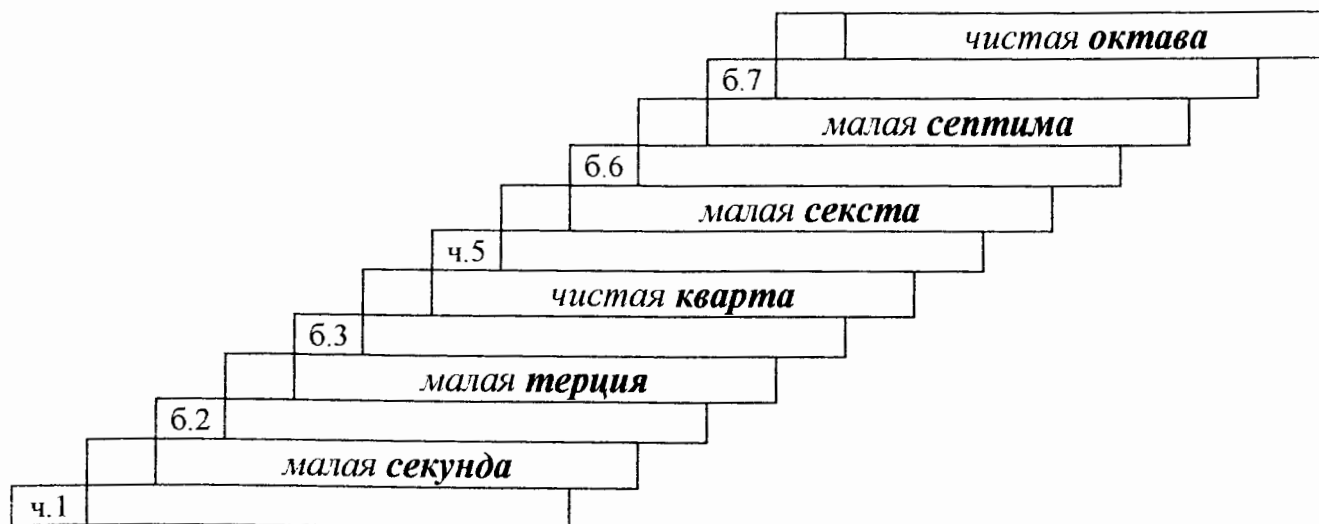 чистая октава
б.7
малая септима
б.6
малая секста
ч.5
чистая кварта
б.3
малая терция
б.2
малая секунда
ч.1